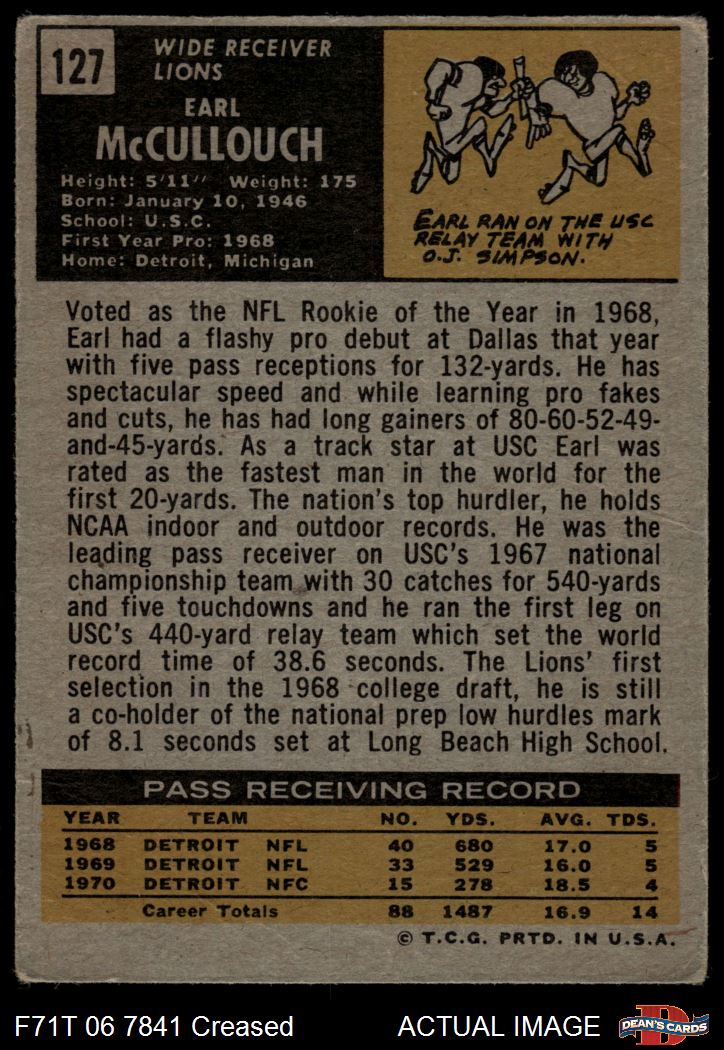 127
WIDE RECEIVER
LIONS
EARL
McCULLOUCH
Height: 5'11" Weight: 175
Born: January 10, 1946
School: U.S.C.
First Year Pro: 1968
Home: Detroit, Michigan
EARL RAN ON THE USC
RELAY TEAM WITH
O.J. SIMPSON.
Voted as the NFL Rookie of the Year in 1968,
Earl had a flashy pro debut at Dallas that year
with five pass receptions for 132-yards. He has
spectacular speed and while learning pro fakes
and cuts, he has had long gainers of 80-60-52-49-
and-45-yards. As a track star at USC Earl was
rated as the fastest man in the world for the
first 20-yards. The nation's top hurdler, he holds
NCAA indoor and outdoor records. He was the
leading pass receiver on USC's 1967 national
championship team with 30 catches for 540-yards
and five touchdowns and he ran the first leg on
USC's 440-yard relay team which set the world
record time of 38.6 seconds. The Lions' first
selection in the 1968 college draft, he is still
a co-holder of the national prep low hurdles mark
of 8.1 seconds set at Long Beach High School.
PASS RECEIVING RECORD
YEAR TEAM NO. YDS. AVG. TDS.
1968 DETROIT NFL 40 680 17.0 5
1969 DETROIT NFL 33 529 16.0 5
1970 DETROIT NFC 15 278 18.5 4
Career Totals 88 1487 16.9 14
© T.C.G. PRTD. IN U.S.A.
F71T 06 7841 Creased ACTUAL IMAGE
D
DEAN'S CARDS